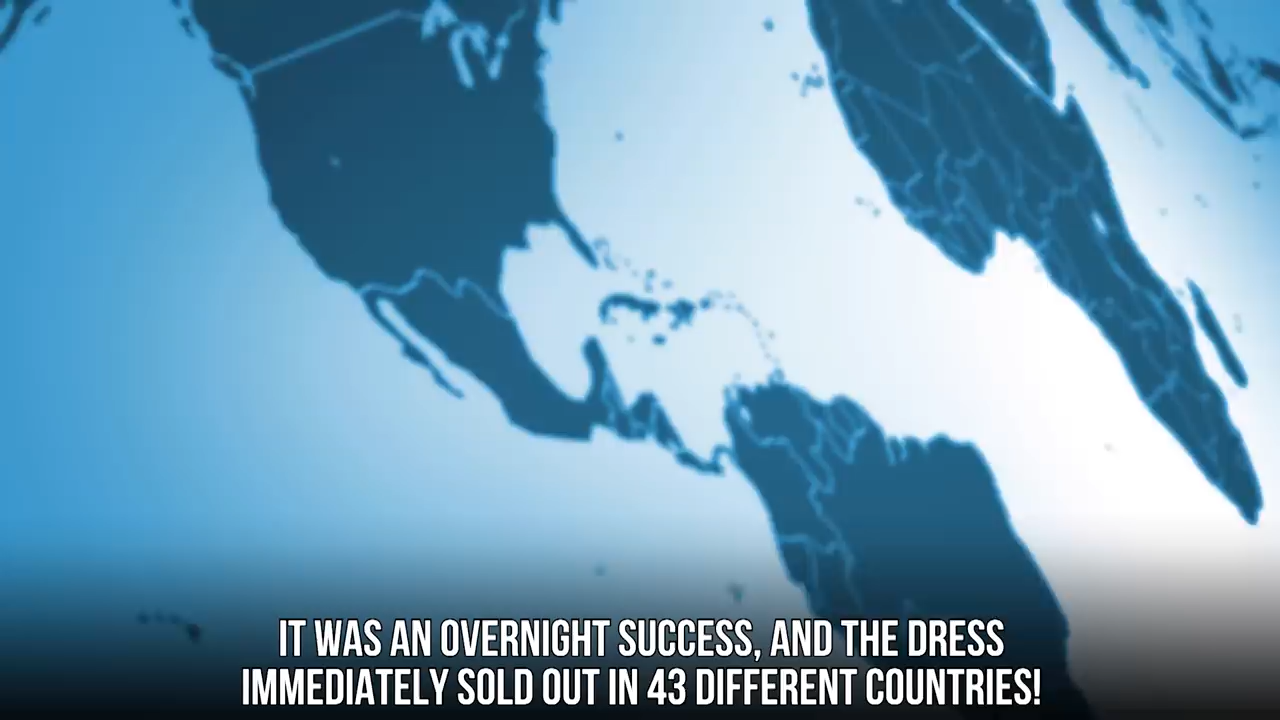 IT WAS AN OVERNIGHT SUCCESS, AND THE DRESS
IMMEDIATELY SOLD OUT IN 43 DIFFERENT COUNTRIES!